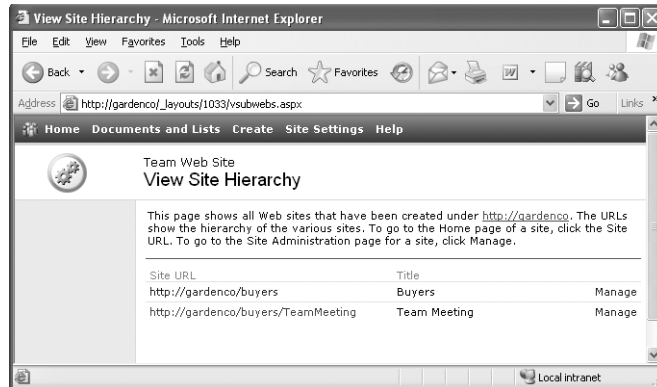 View Site Hierarchy - Microsoft Internet Explorer
File Edit View Favorites Tools Help
Back Search Favorites W
Address http://gardenco/_layouts/1033/vsubwebs.aspx Go Links »
Home Documents and Lists Create Site Settings Help
Team Web Site
View Site Hierarchy
This page shows all Web sites that have been created under http://gardenco. The URLs
show the hierarchy of the various sites. To go to the Home page of a site, click the Site
URL. To go to the Site Administration page for a site, click Manage.
Site URL Title
http://gardenco/buyers Buyers Manage
http://gardenco/buyers/TeamMeeting Team Meeting Manage
Local intranet